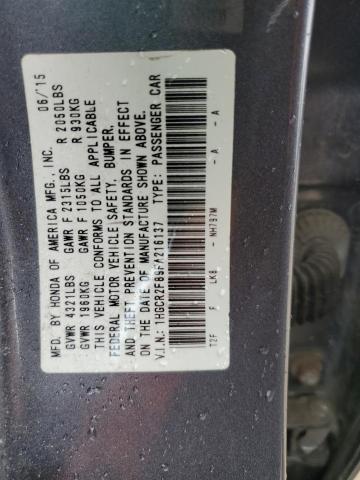 MFD. BY HONDA OF AMERICA MFG., INC. 06/'15
GVWR 4321LBS GAWR F 2315LBS R 2050LBS
GVWR 1960KG GAWR F 1050KG R 930KG
THIS VEHICLE CONFORMS TO ALL APPLICABLE
FEDERAL MOTOR VEHICLE SAFETY, BUMPER,
AND THEFT PREVENTION STANDARDS IN EFFECT
ON THE DATE OF MANUFACTURE SHOWN ABOVE.
V.I.N.: TYPE: PASSENGER CAR
T2F F LK8 NH797M A - A